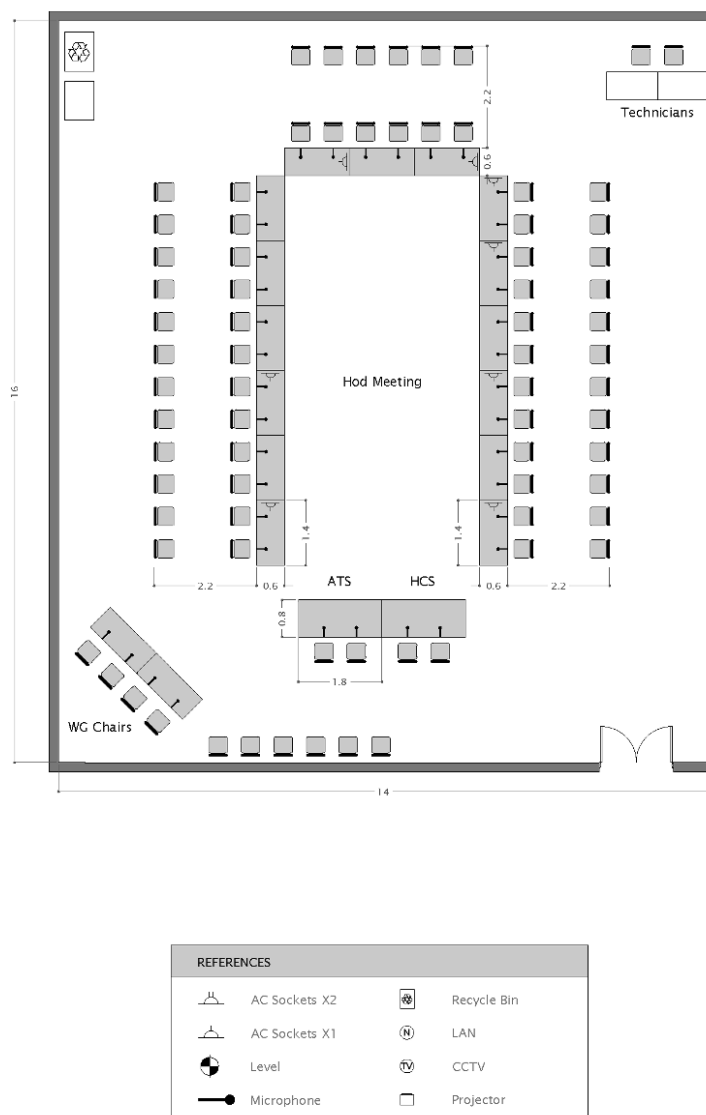 2.2
Technicians
0.6
16
Hod Meeting
1.4
1.4
2.2
0.6
ATS
HCS
0.6
2.2
0.8
1.8
WG Chairs
14
REFERENCES
AC Sockets X2
Recycle Bin
AC Sockets X1
N
LAN
Level
TV
CCTV
Microphone
Projector